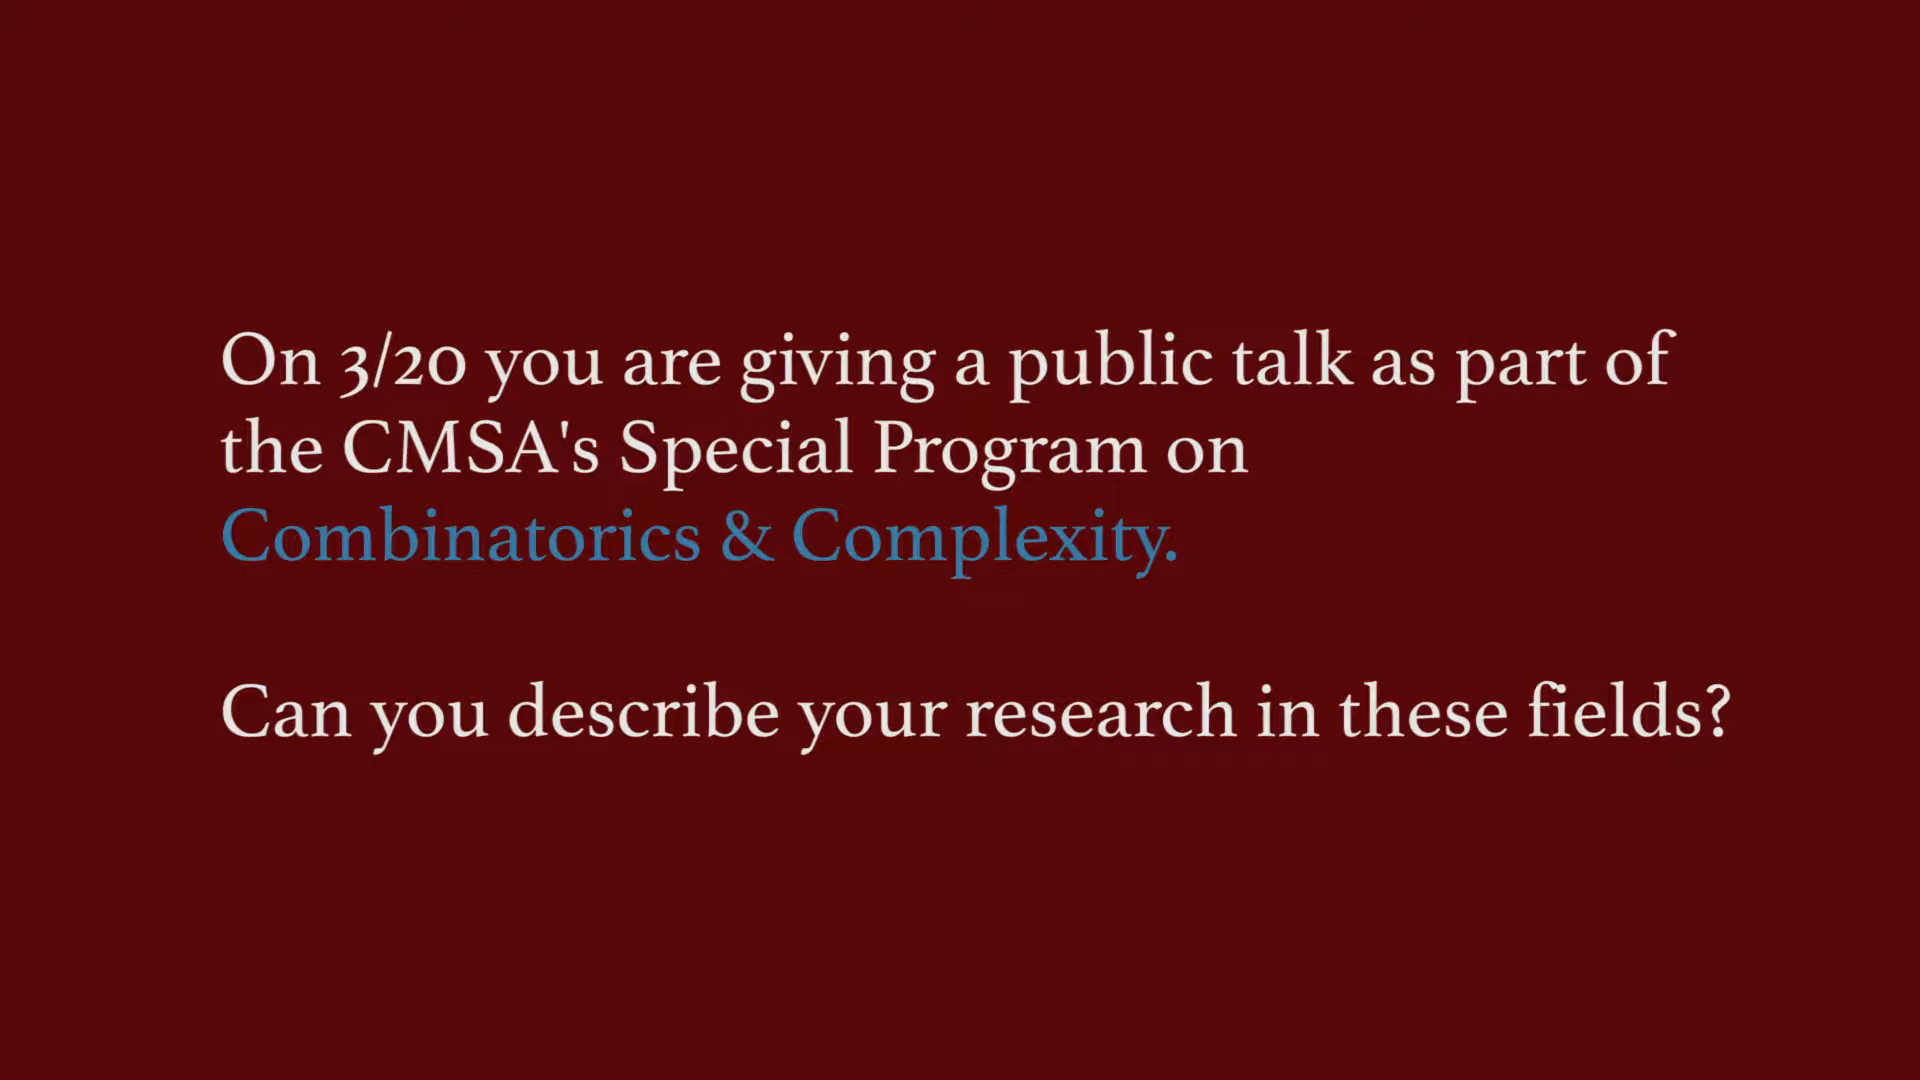 On 3/20 you are giving a public talk as part of
the CMSA's Special Program on
Combinatorics & Complexity.
Can you describe your research in these fields?